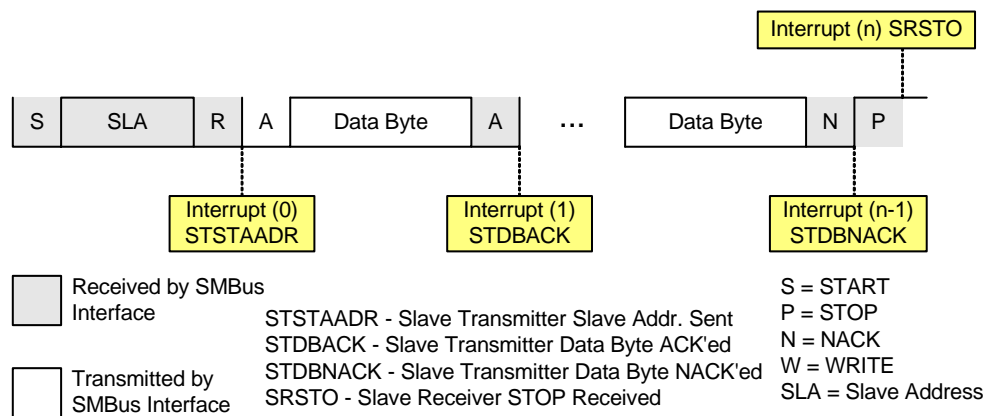 Interrupt (n) SRSTO
S SLA R A Data Byte A ... Data Byte N P
Interrupt (0)
STSTAADR
Interrupt (1)
STDBACK
Interrupt (n-1)
STDBNACK
Received by SMBus
Interface
Transmitted by
SMBus Interface
STSTAADR - Slave Transmitter Slave Addr. Sent
STDBACK - Slave Transmitter Data Byte ACK'ed
STDBNACK - Slave Transmitter Data Byte NACK'ed
SRSTO - Slave Receiver STOP Received
S = START
P = STOP
N = NACK
W = WRITE
SLA = Slave Address